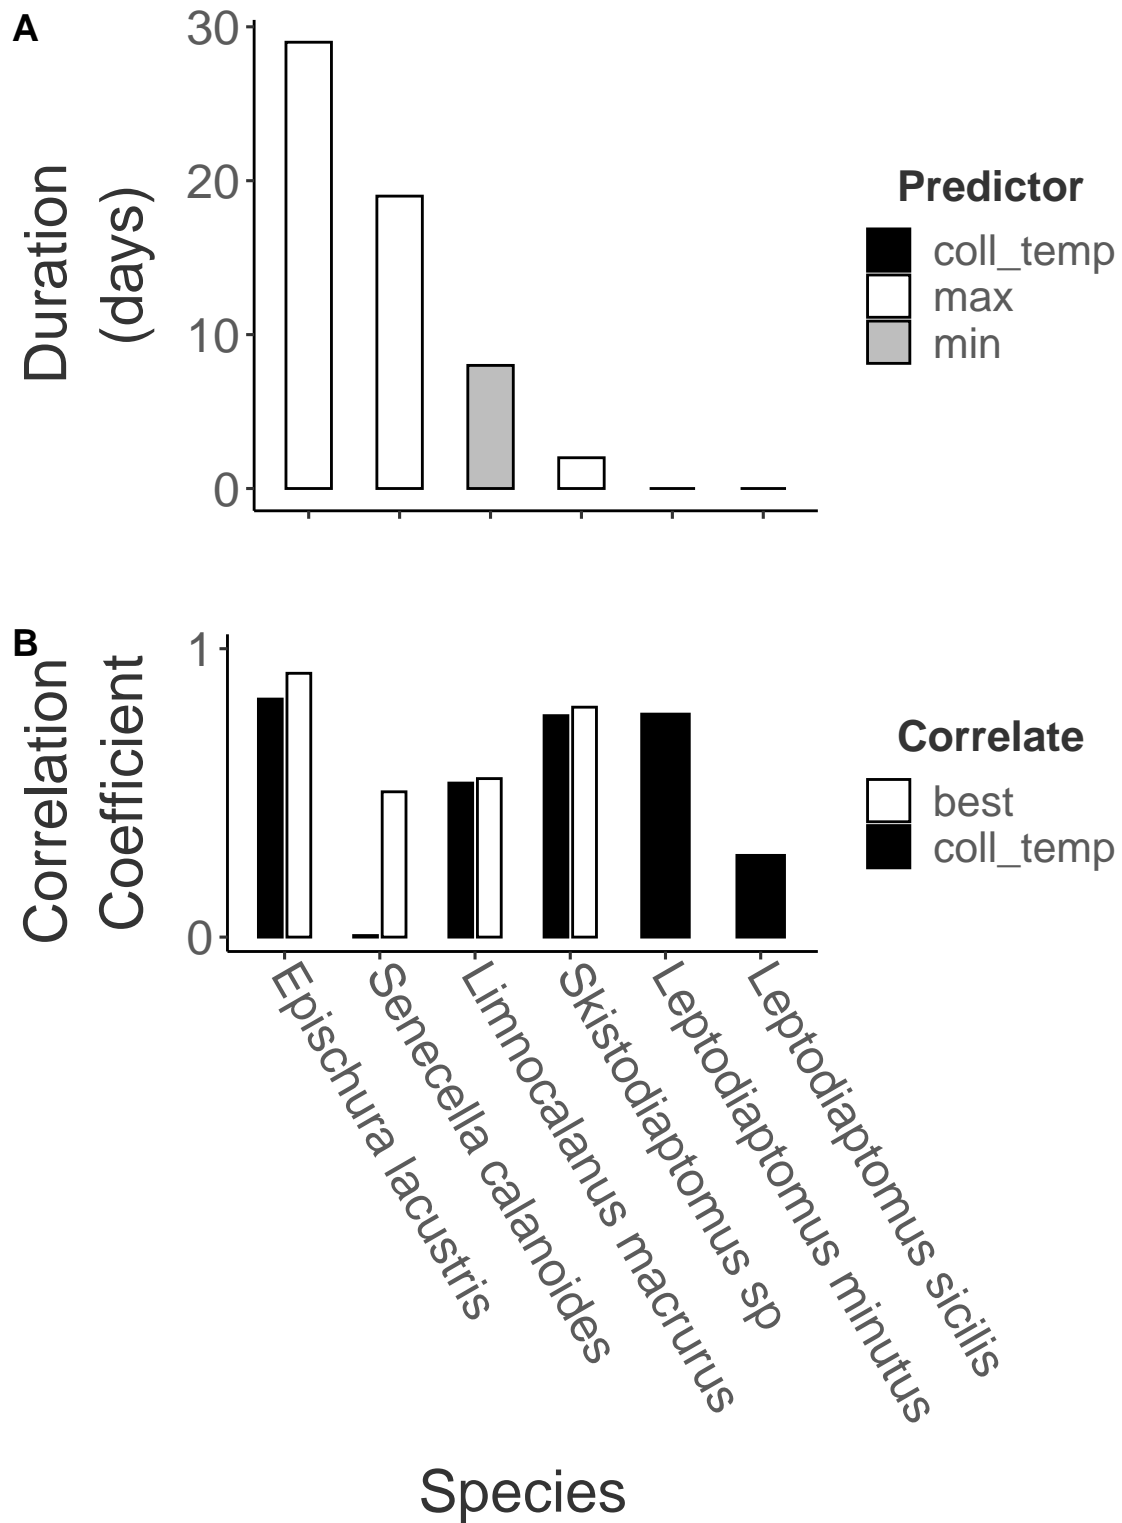 A
Duration
(days)
30
20
10
0
Predictor
coll_temp
max
min
B
Correlation
Coefficient
1
0
Correlate
best
coll_temp
Epischura lacustris
Senecella calanoides
Limnocalanus macrurus
Skistodiaptomus sp
Leptodiaptomus minutus
Leptodiaptomus sicilis
Species